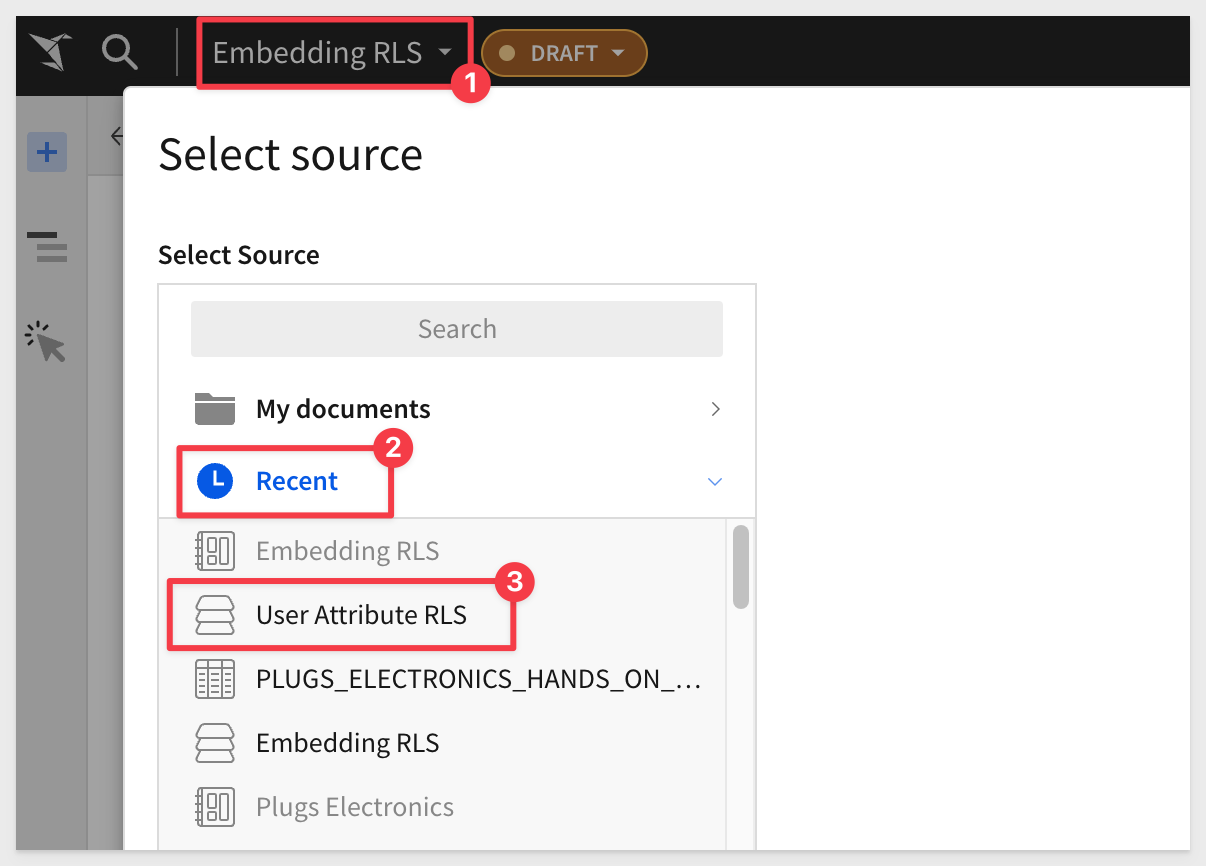 Embedding RLS
DRAFT
1
Select source
Select Source
Search
My documents
2
Recent
Embedding RLS
3
User Attribute RLS
PLUGS_ELECTRONICS_HANDS_ON_...
Embedding RLS
Plugs Electronics